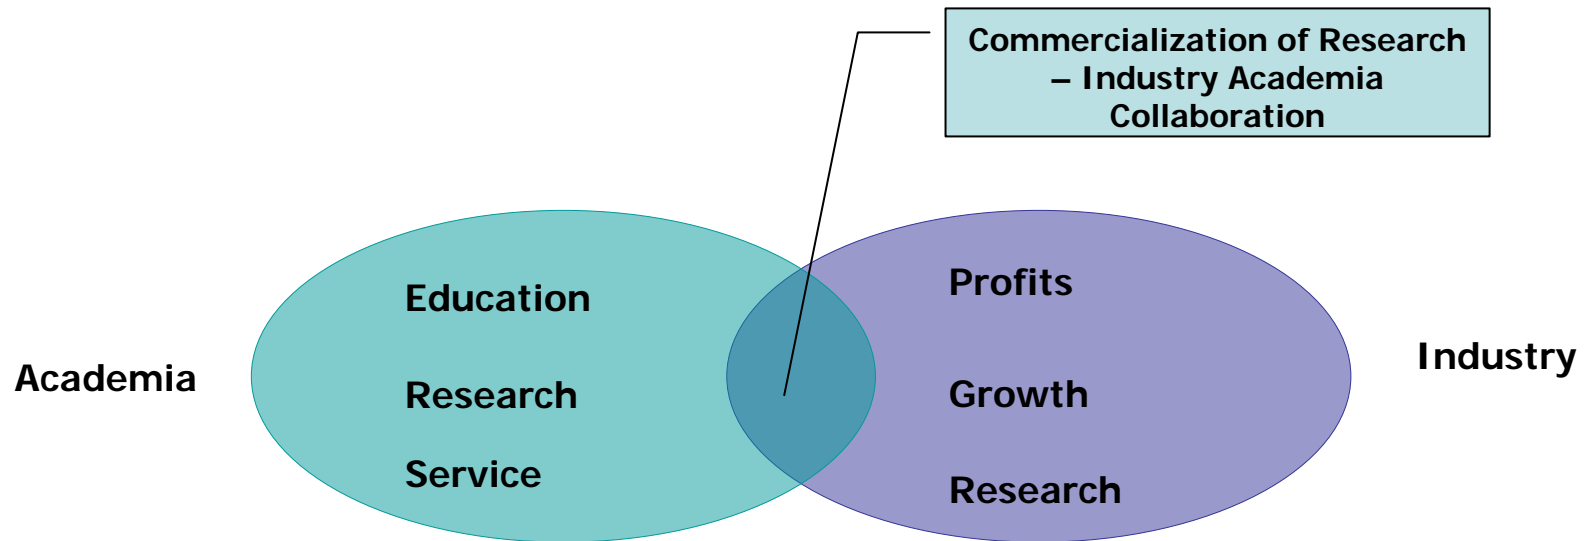 Commercialization of Research
– Industry Academia
Collaboration
Academia
Education
Research
Service
Profits
Growth
Research
Industry